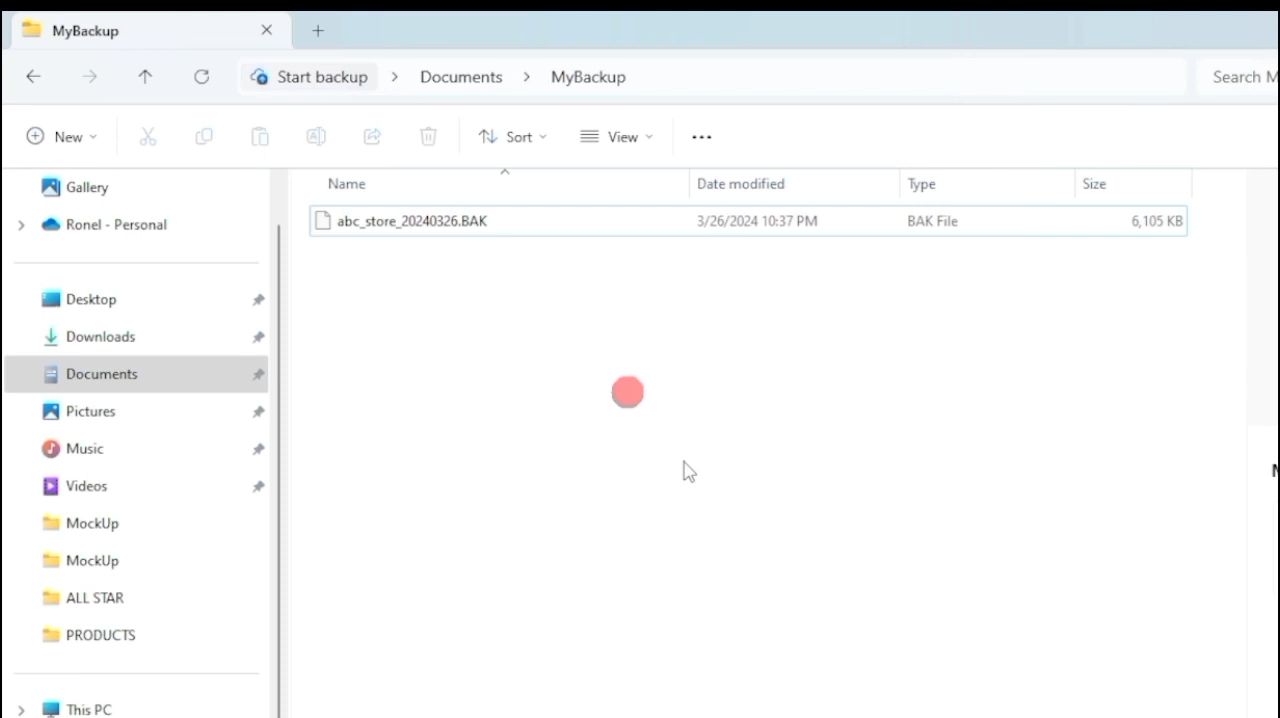 MyBackup
Start backup > Documents > MyBackup
Search M
New
Sort
View
Name Date modified Type Size
abc_store_20240326.BAK 3/26/2024 10:37 PM BAK File 6,105 KB
Gallery
Ronel - Personal
Desktop
Downloads
Documents
Pictures
Music
Videos
MockUp
MockUp
ALL STAR
PRODUCTS
This PC